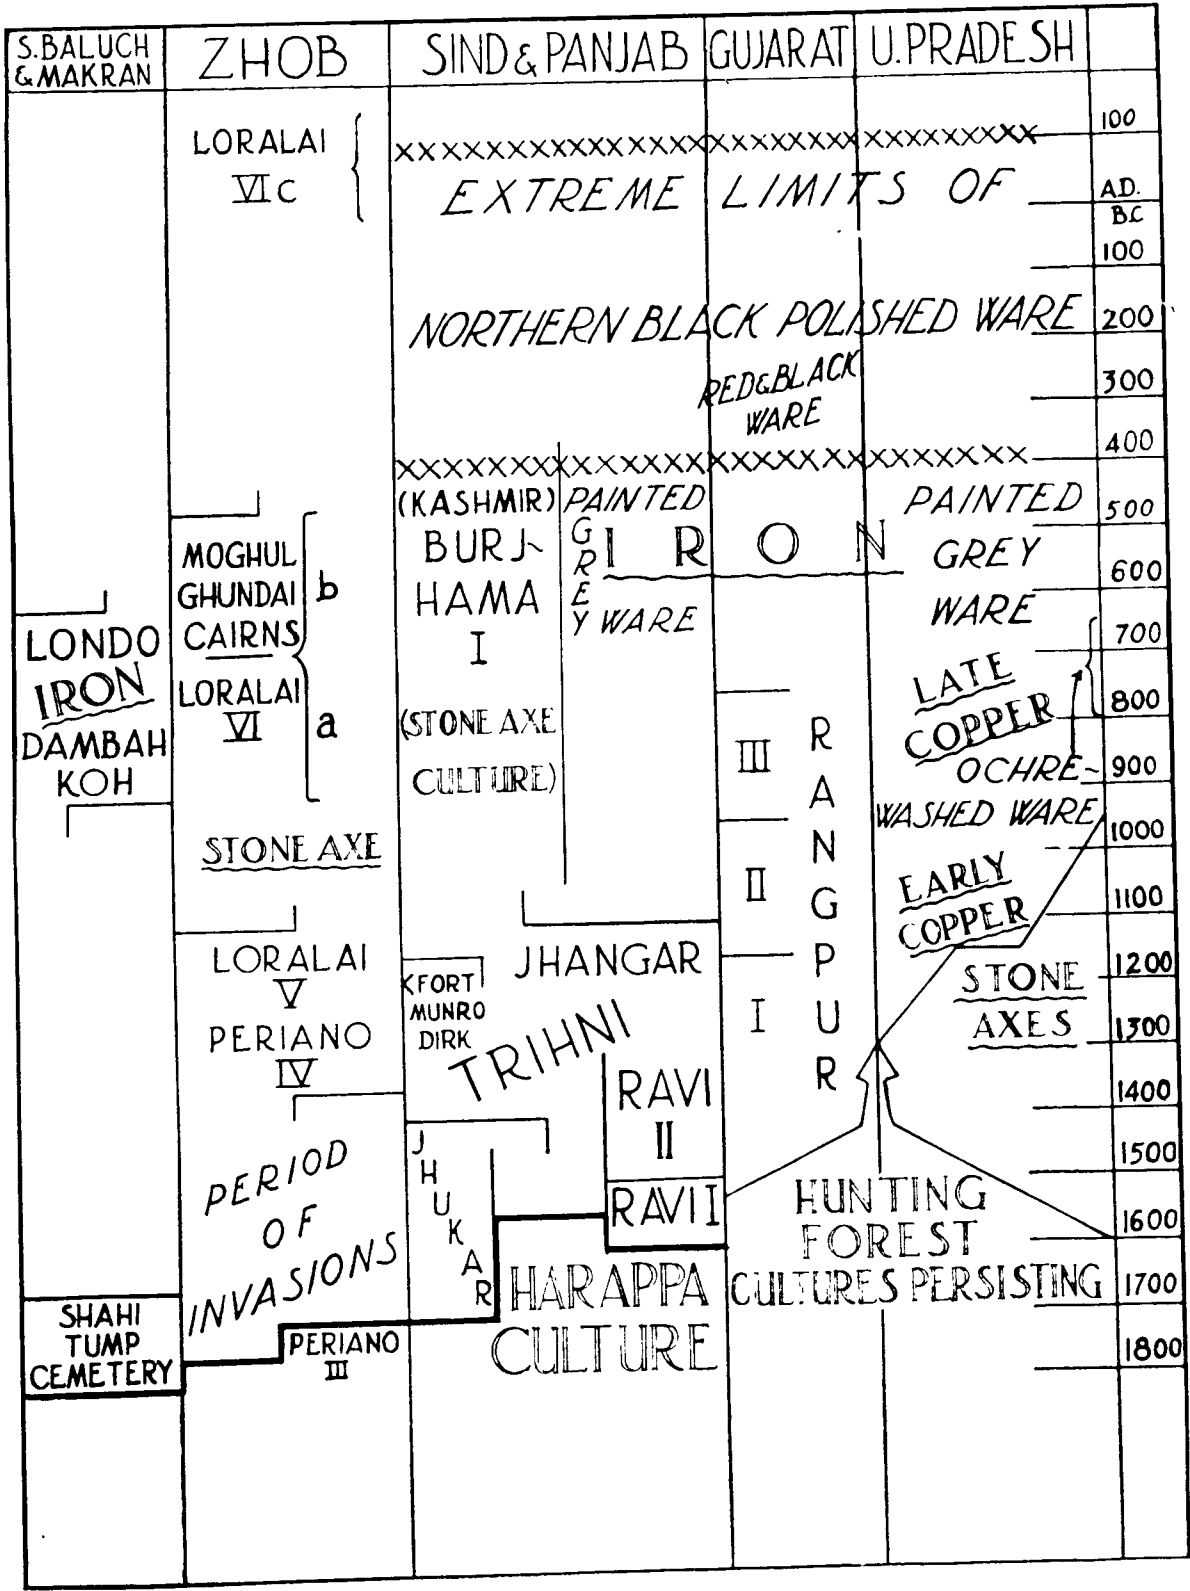 S. BALUCH
& MAKRAN
ZHOB
SIND & PANJAB
GUJARAT
U. PRADESH
LORALAI
VI C
EXTREME LIMITS OF
NORTHERN BLACK POLISHED WARE
RED & BLACK
WARE
LONDO
IRON
DAMBAH
KOH
SHAHI
TUMP
CEMETERY
MOGHUL
GHUNDAI
CAIRNS
b
LORALAI
VI
a
STONE AXE
LORALAI
V
PERIANO
IV
PERIOD
OF
INVASIONS
PERIANO
III
(KASHMIR)
BURJ-
HAMA
I
(STONE AXE
CULTURE)
PAINTED
GREY
WARE
IRON
JHANGAR
FORT
MUNRO
DIRK
TRIHNI
RAVI
II
RAVI I
JHUKAR
HARAPPA
CULTURE
III
II
I
RANGPUR
PAINTED
GREY
WARE
LATE
COPPER
OCHRE-
WASHED WARE
EARLY
COPPER
STONE
AXES
HUNTING
FOREST
CULTURES PERSISTING
100
A.D.
B.C
100
200
300
400
500
600
700
800
900
1000
1100
1200
1300
1400
1500
1600
1700
1800